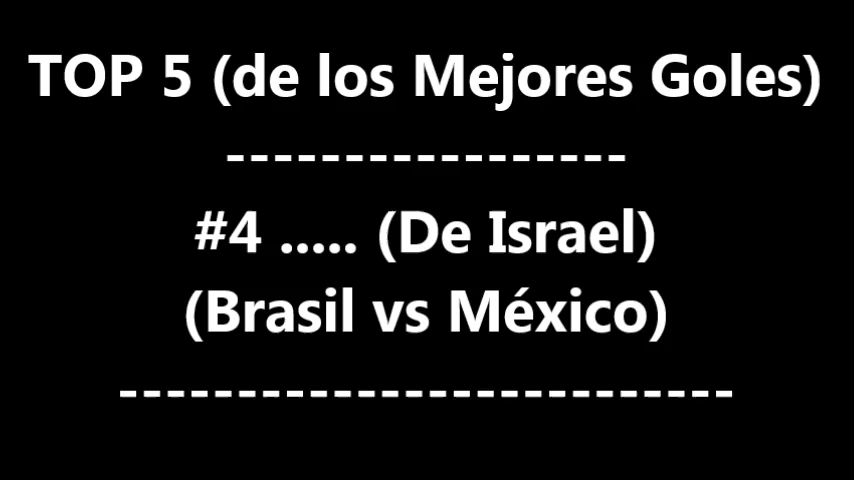 TOP 5 (de los Mejores Goles)
-----------------
#4 ..... (De Israel)
(Brasil vs México)
--------------------------